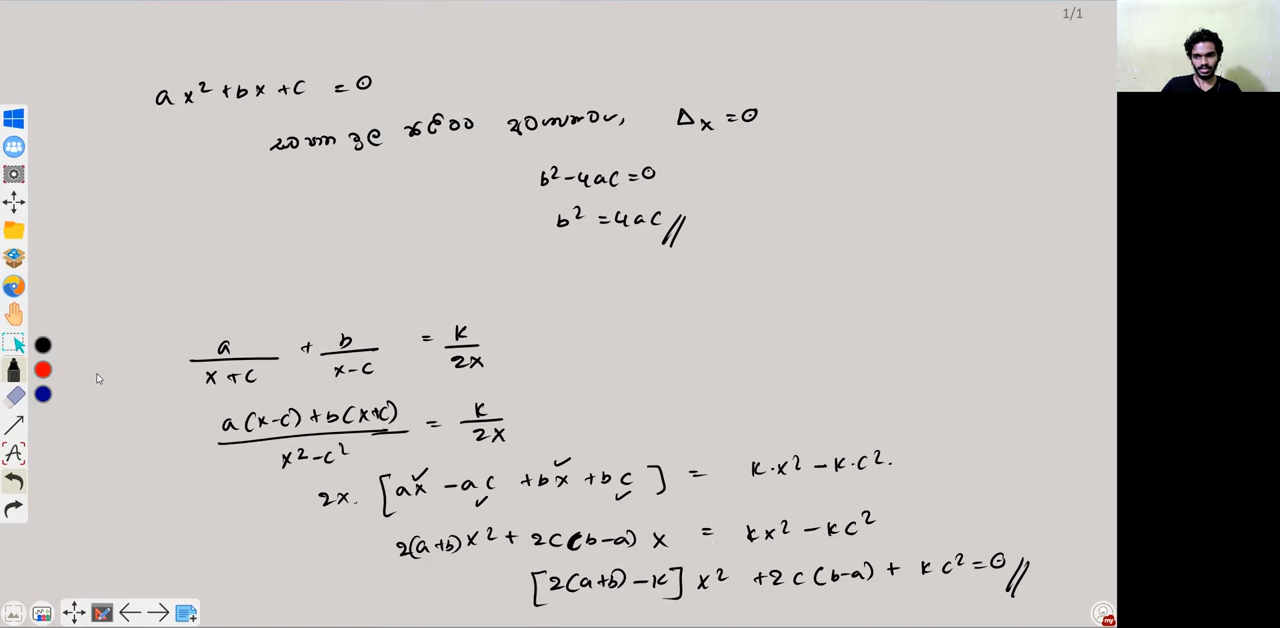 1/1
ax² + bx + c = 0
Δₓ = 0
b² - 4ac = 0
b² = 4ac //
a/(x + c) + b/(x - c) = k/2x
(a(x-c) + b(x+c))/(x² - c²) = k/2x
2x. [ax - ac + bx + bc] = k.x² - k.c².
2(a+b)x² + 2c(b-a) x = kx² - kc²
[2(a+b) - k] x² + 2c(b-a) + kc² = 0 //